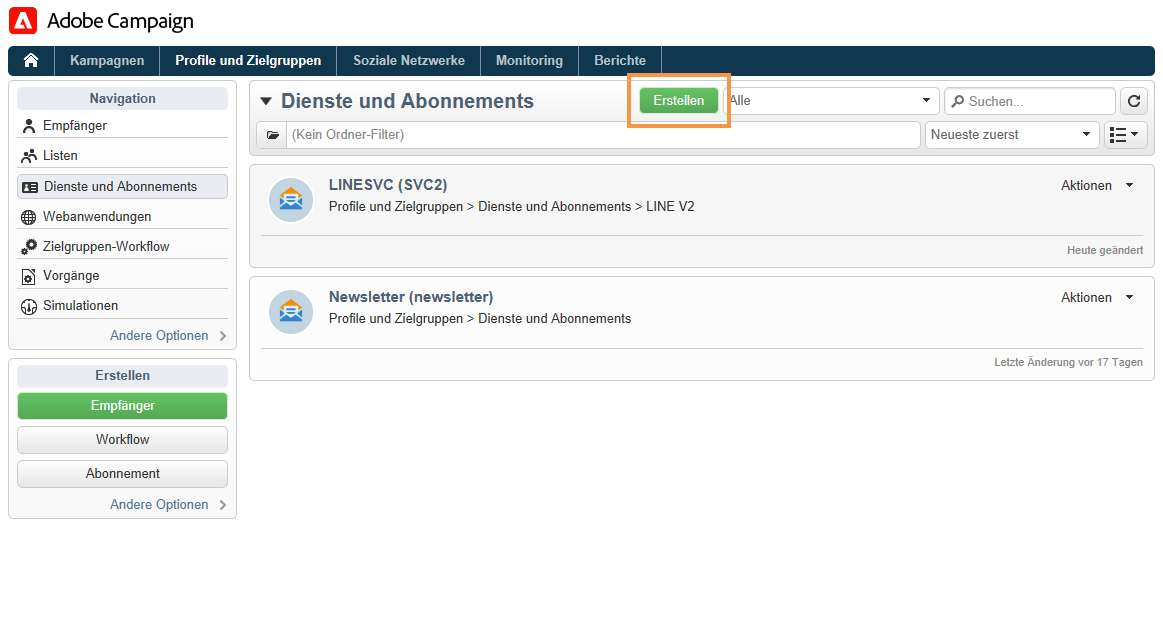 Adobe Campaign
Kampagnen Profile und Zielgruppen Soziale Netzwerke Monitoring Berichte
Navigation
Empfänger
Listen
Dienste und Abonnements
Webanwendungen
Zielgruppen-Workflow
Vorgänge
Simulationen
Andere Optionen
Erstellen
Empfänger
Workflow
Abonnement
Andere Optionen
Dienste und Abonnements Erstellen Alle Suchen...
(Kein Ordner-Filter) Neueste zuerst
LINESVC (SVC2) Aktionen
Profile und Zielgruppen > Dienste und Abonnements > LINE V2
Heute geändert
Newsletter (newsletter) Aktionen
Profile und Zielgruppen > Dienste und Abonnements
Letzte Änderung vor 17 Tagen